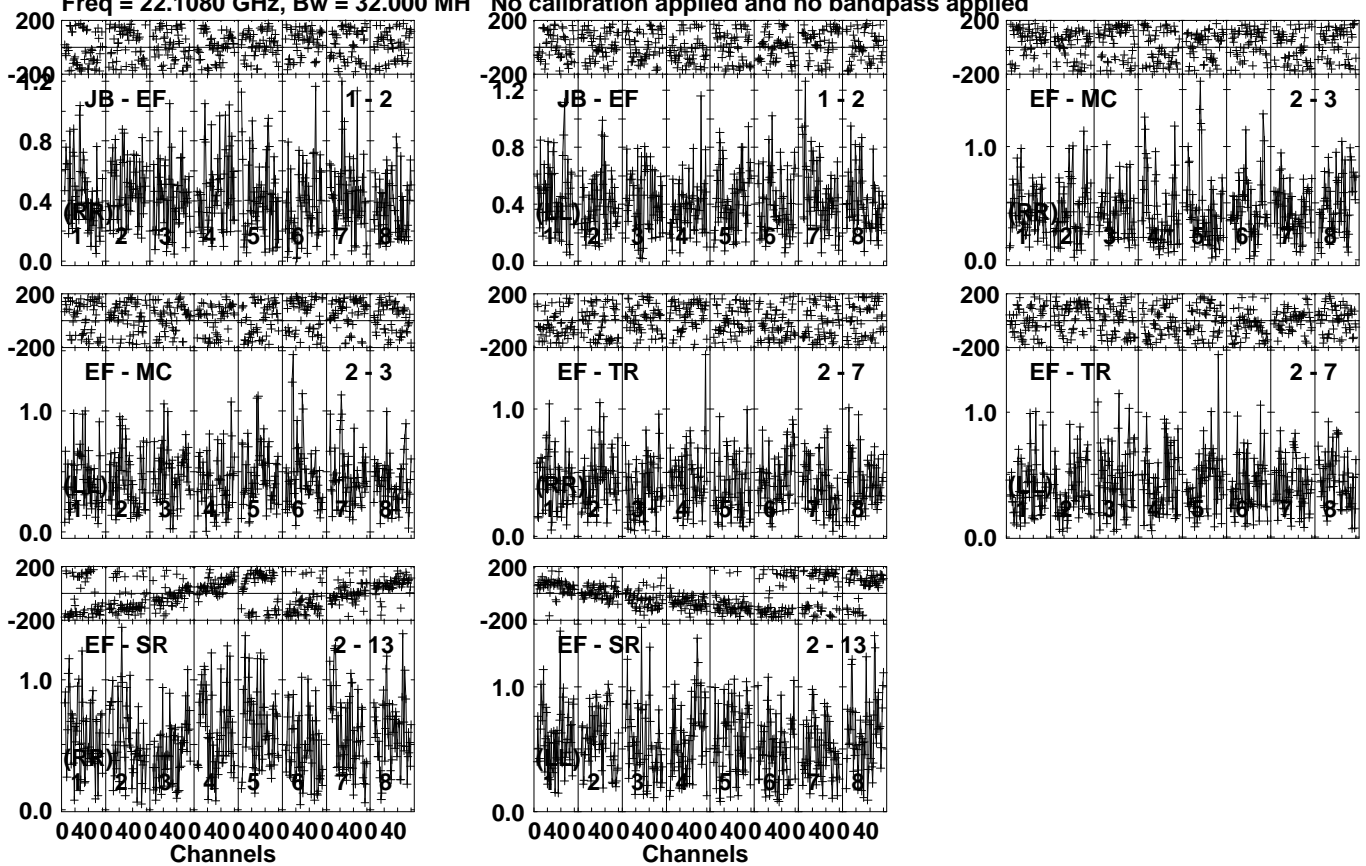 Freq = 22.1080 GHz, Bw = 32.000 MH No calibration applied and no bandpass applied
200
-200
1.2
0.8
0.4
0.0
JB - EF
1 - 2
(RR)
1 2 3 4 5 6 7 8
200
-200
1.2
0.8
0.4
0.0
JB - EF
1 - 2
(LL)
1 2 3 4 5 6 7 8
200
-200
1.0
0.0
EF - MC
2 - 3
(RR)
1 2 3 4 5 6 7 8
200
-200
1.0
0.0
EF - MC
2 - 3
(LL)
1 2 3 4 5 6 7 8
200
-200
1.0
0.0
EF - TR
2 - 7
(RR)
1 2 3 4 5 6 7 8
200
-200
1.0
0.0
EF - TR
2 - 7
(LL)
1 2 3 4 5 6 7 8
200
-200
1.0
0.0
EF - SR
2 - 13
(RR)
1 2 3 4 5 6 7 8
0 40 0 40 0 40 0 40 0 40 0 40 0 40 0 40
Channels
200
-200
1.0
0.0
EF - SR
2 - 13
(LL)
1 2 3 4 5 6 7 8
0 40 0 40 0 40 0 40 0 40 0 40 0 40 0 40
Channels